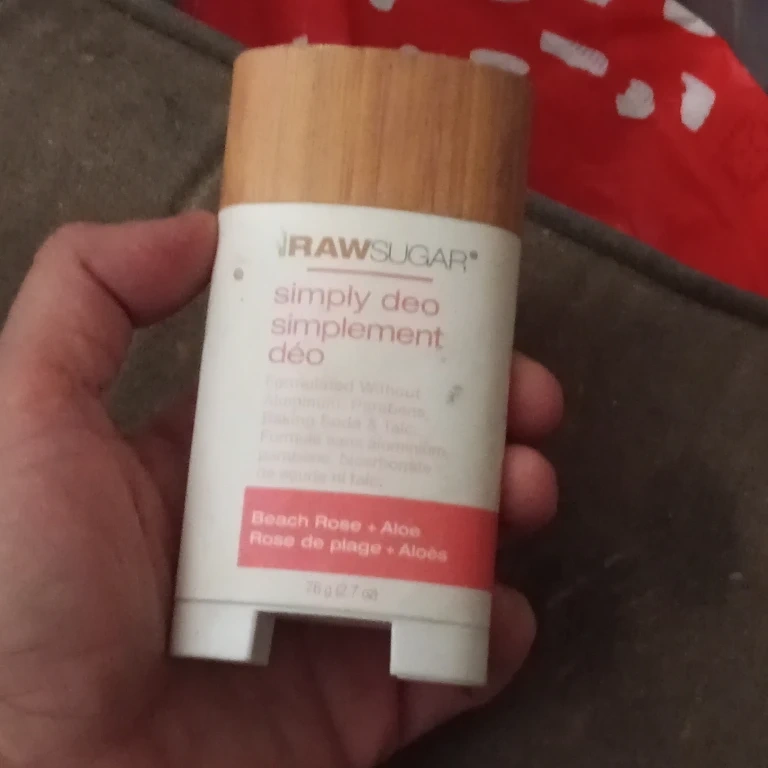 RAWSUGAR®
simply deo
simplement
déo
Formulated Without
Aluminum, Parabens,
Baking Soda & Talc.
Formule sans aluminium,
parabens, bicarbonate
de soude ni talc.
Beach Rose + Aloe
Rose de plage + Aloès
76 g (2.7 oz)